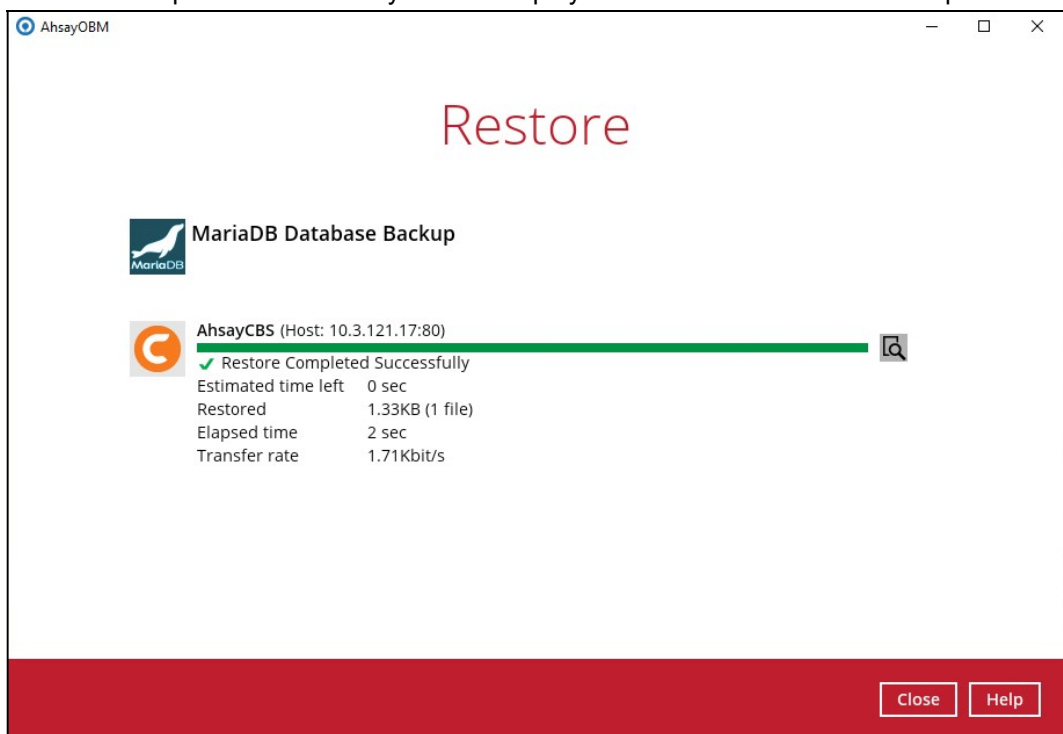 AhsayOBM
Restore
MariaDB Database Backup
MariaDB
AhsayCBS (Host: 10.3.121.17:80)
Restore Completed Successfully
Estimated time left 0 sec
Restored 1.33KB (1 file)
Elapsed time 2 sec
Transfer rate 1.71Kbit/s
Close Help